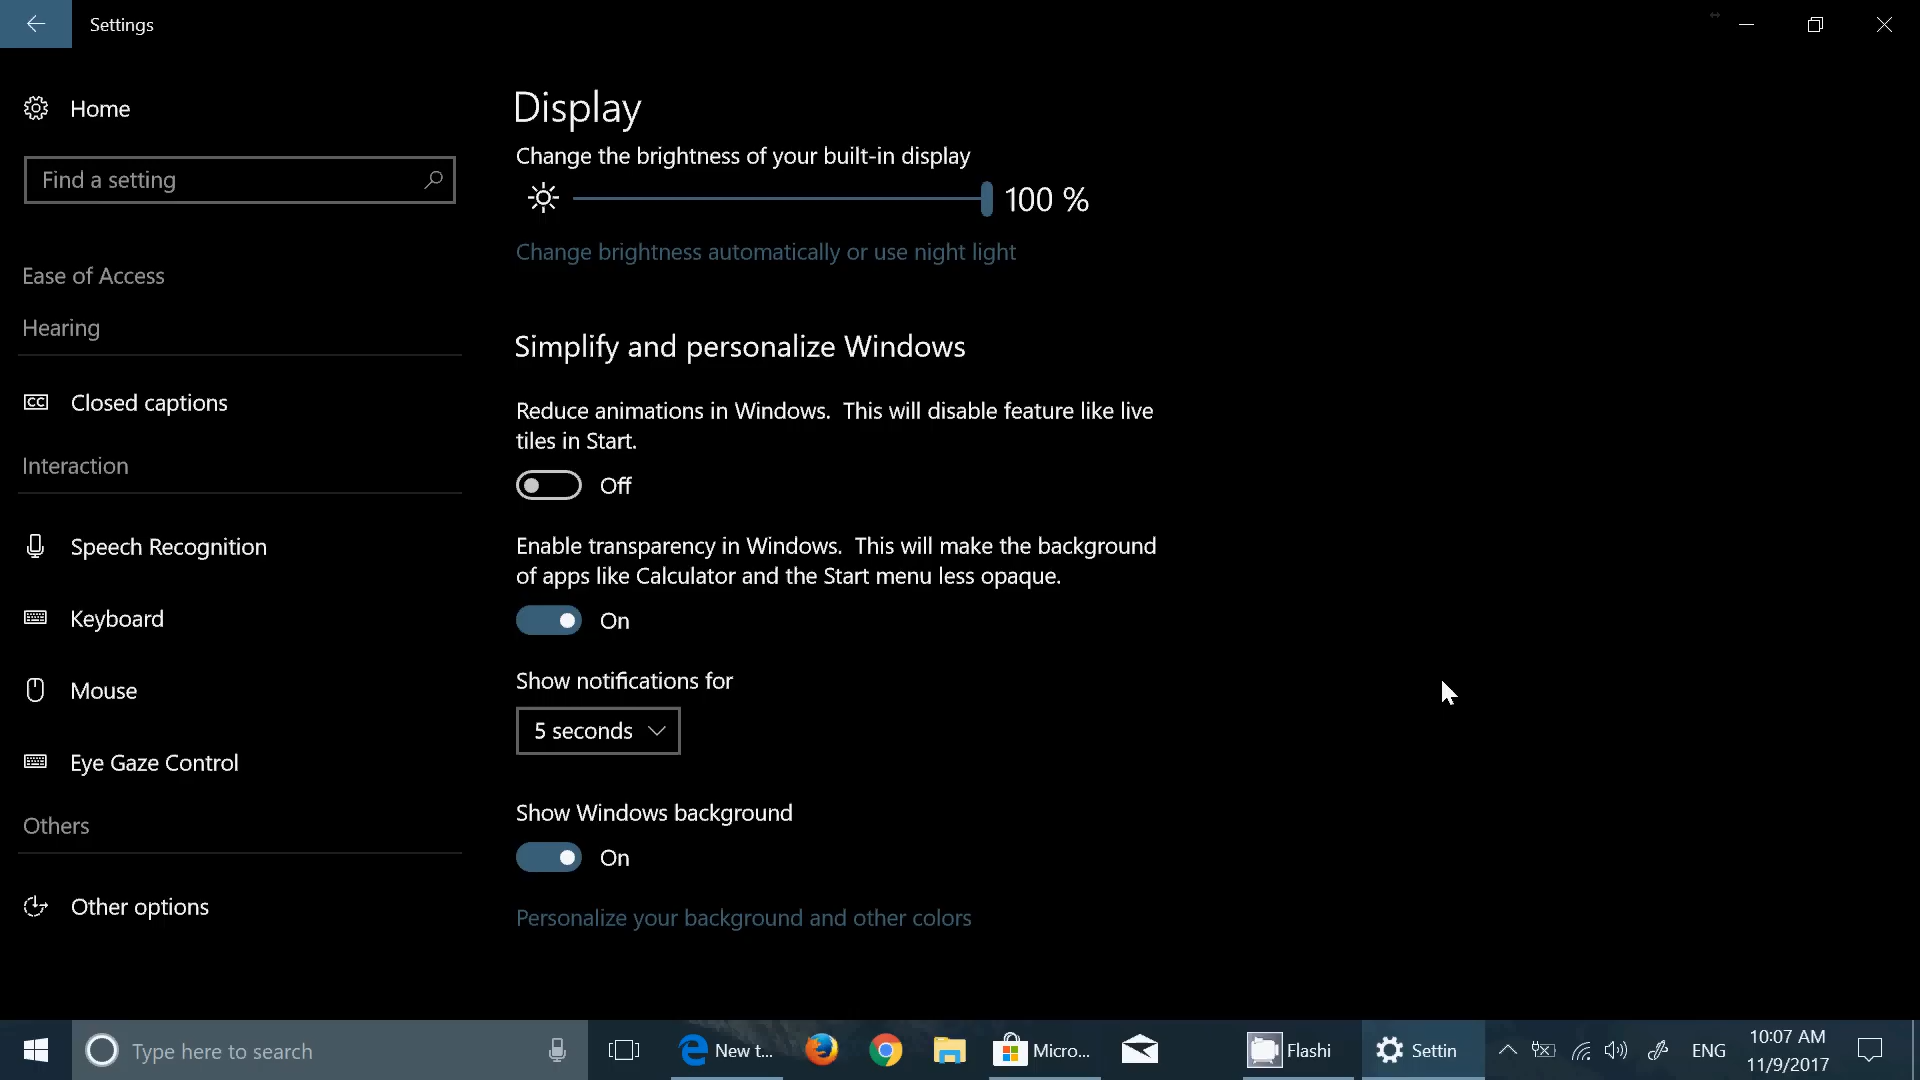 Settings
Home
Find a setting
Ease of Access
Hearing
Closed captions
Interaction
Speech Recognition
Keyboard
Mouse
Eye Gaze Control
Others
Other options
Display
Change the brightness of your built-in display
100 %
Change brightness automatically or use night light
Simplify and personalize Windows
Reduce animations in Windows.  This will disable feature like live
tiles in Start.
Off
Enable transparency in Windows.  This will make the background
of apps like Calculator and the Start menu less opaque.
On
Show notifications for
5 seconds
Show Windows background
On
Personalize your background and other colors
Type here to search
New t...
Micro...
Flashi
Settin
ENG
10:07 AM
11/9/2017